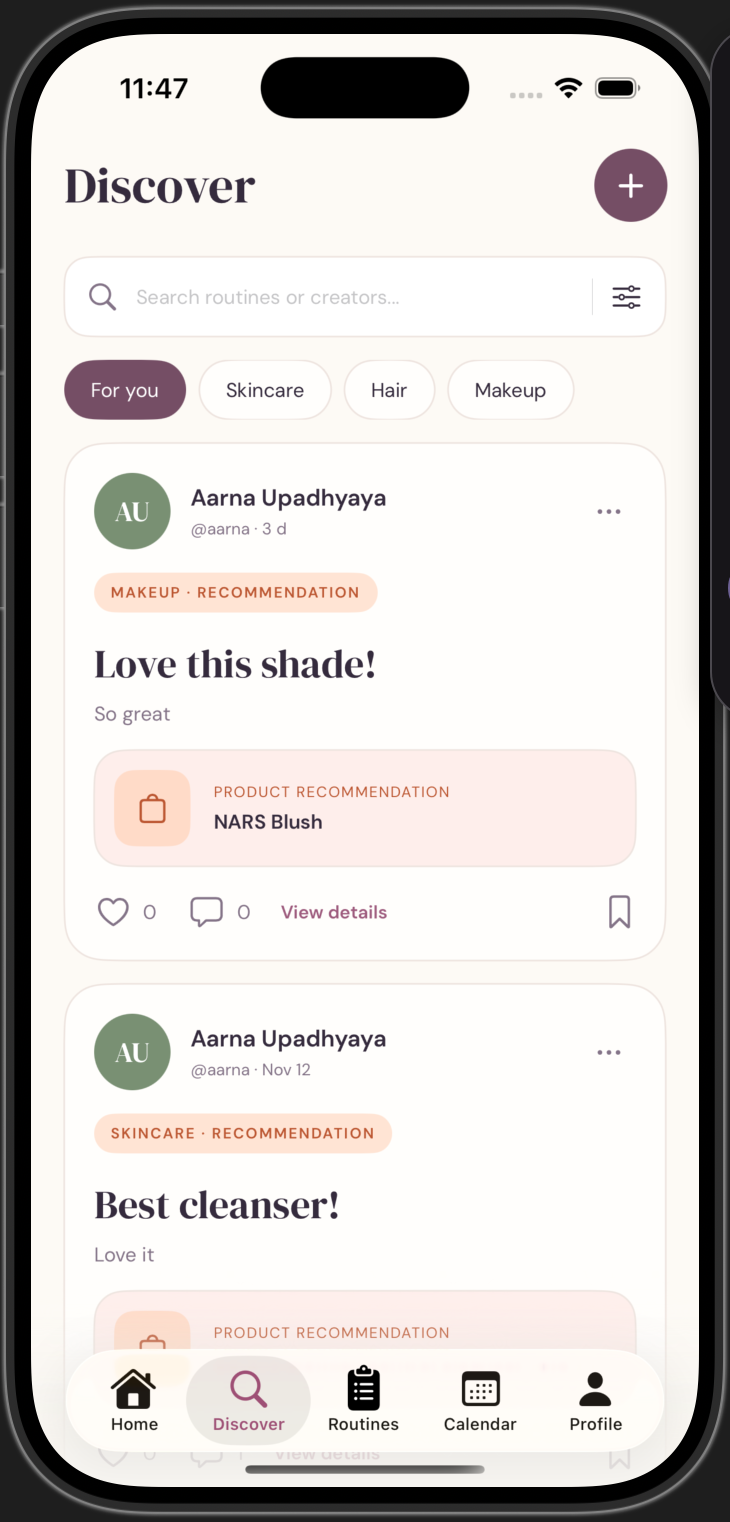 11:47
Discover
Search routines or creators...
For you
Skincare
Hair
Makeup
AU
Aarna Upadhyaya
@aarna · 3 d
MAKEUP · RECOMMENDATION
Love this shade!
So great
PRODUCT RECOMMENDATION
NARS Blush
0
0
View details
AU
Aarna Upadhyaya
@aarna · Nov 12
SKINCARE · RECOMMENDATION
Best cleanser!
Love it
PRODUCT RECOMMENDATION
Home
Discover
Routines
Calendar
Profile
View details